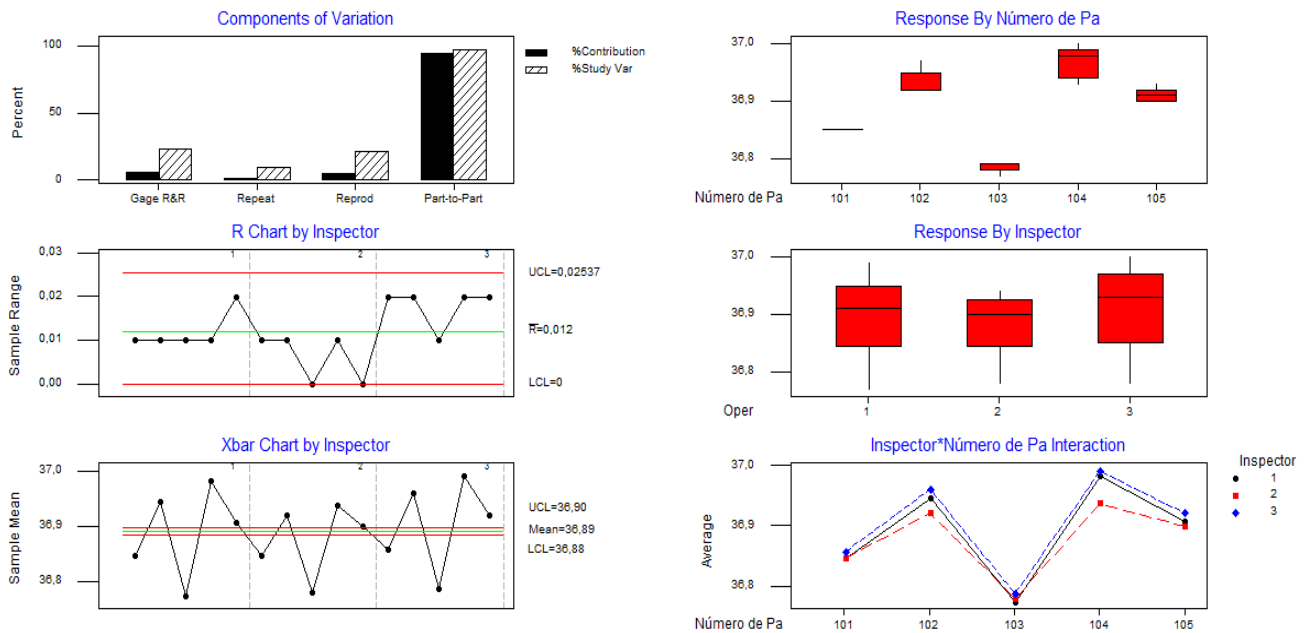 Components of Variation
100
50
0
Percent
Gage R&R
Repeat
Reprod
Part-to-Part
%Contribution
%Study Var
Response By Número de Pa
37,0
36,9
36,8
Número de Pa
101
102
103
104
105
R Chart by Inspector
1
2
3
0,03
0,02
0,01
0,00
Sample Range
UCL=0,02537
R=0,012
LCL=0
Response By Inspector
37,0
36,9
36,8
Oper
1
2
3
Xbar Chart by Inspector
1
2
3
37,0
36,9
36,8
Sample Mean
UCL=36,90
Mean=36,89
LCL=36,88
Inspector*Número de Pa Interaction
37,0
36,9
36,8
Average
Número de Pa
101
102
103
104
105
Inspector
1
2
3